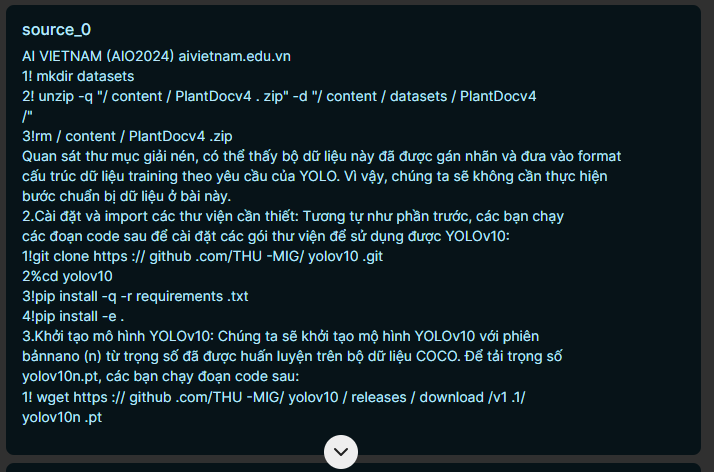 source_0
AI VIETNAM (AIO2024) aivietnam.edu.vn
1! mkdir datasets
2! unzip -q "/ content / PlantDocv4 . zip" -d "/ content / datasets / PlantDocv4
/"
3!rm / content / PlantDocv4 .zip
Quan sát thư mục giải nén, có thể thấy bộ dữ liệu này đã được gán nhãn và đưa vào format
cấu trúc dữ liệu training theo yêu cầu của YOLO. Vì vậy, chúng ta sẽ không cần thực hiện
bước chuẩn bị dữ liệu ở bài này.
2.Cài đặt và import các thư viện cần thiết: Tương tự như phần trước, các bạn chạy
các đoạn code sau để cài đặt các gói thư viện để sử dụng được YOLOv10:
1!git clone https :// github .com/THU -MIG/ yolov10 .git
2%cd yolov10
3!pip install -q -r requirements .txt
4!pip install -e .
3.Khởi tạo mô hình YOLOv10: Chúng ta sẽ khởi tạo mộ hình YOLOv10 với phiên
bảnnano (n) từ trọng số đã được huấn luyện trên bộ dữ liệu COCO. Để tải trọng số
yolov10n.pt, các bạn chạy đoạn code sau:
1! wget https :// github .com/THU -MIG/ yolov10 / releases / download /v1 .1/
yolov10n .pt